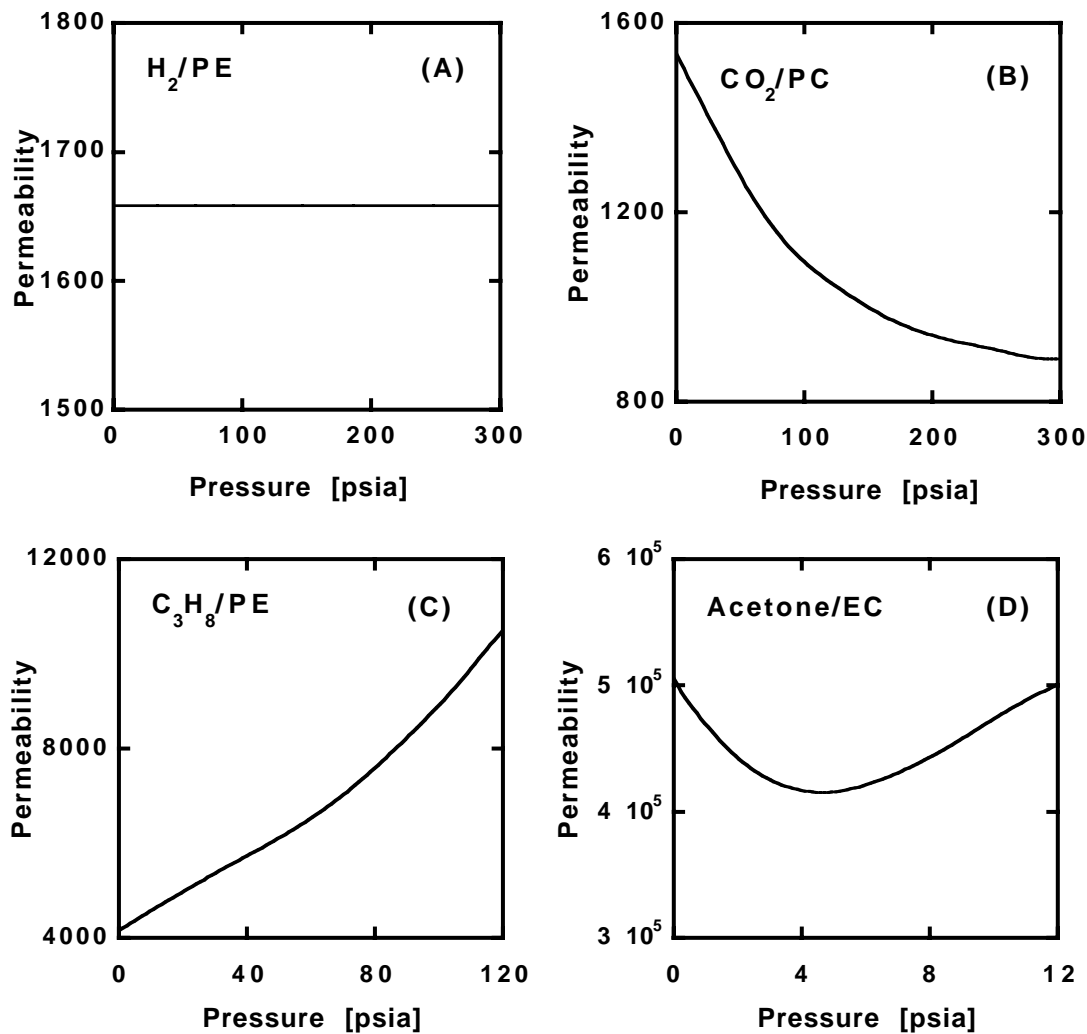 1800
1700
1600
1500
Permeability
H2/PE (A)
0 100 200 300
Pressure [psia]
1600
1200
800
Permeability
CO2/PC (B)
0 100 200 300
Pressure [psia]
12000
8000
4000
Permeability
C3H8/PE (C)
0 40 80 120
Pressure [psia]
6 10^5
5 10^5
4 10^5
3 10^5
Permeability
Acetone/EC (D)
0 4 8 12
Pressure [psia]